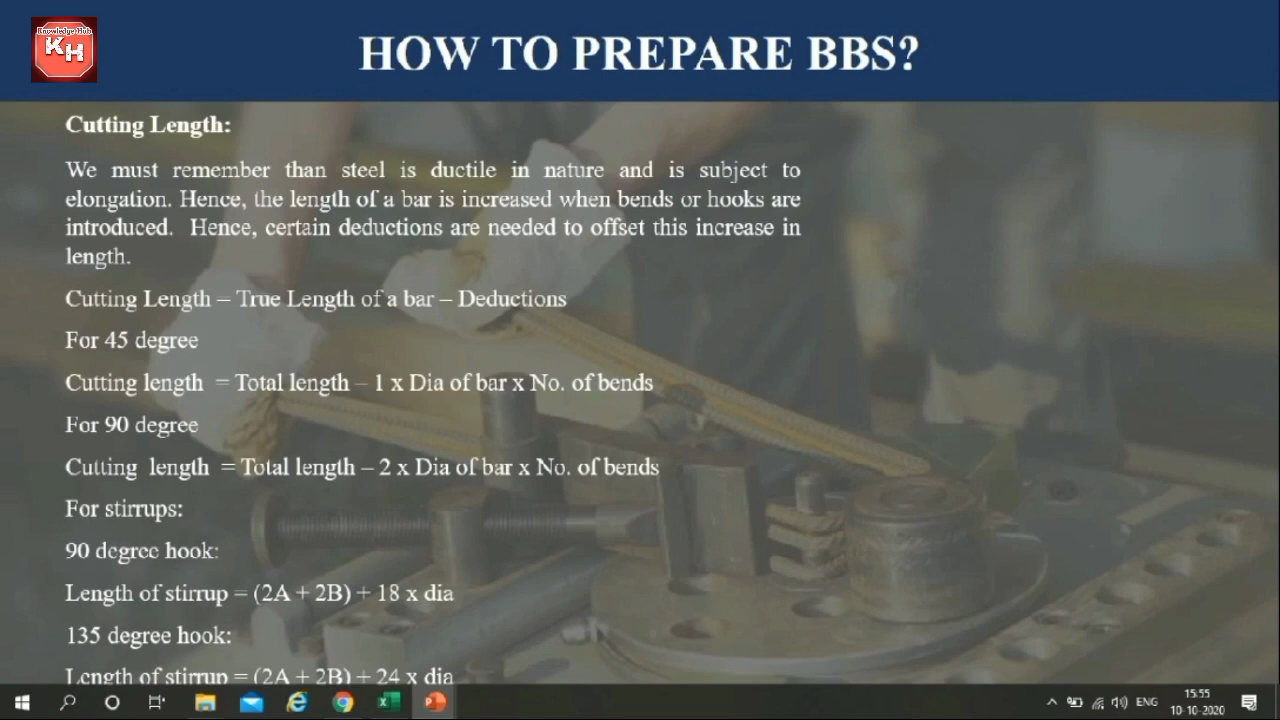 Knowledge Hub
KH
HOW TO PREPARE BBS?
Cutting Length:
We must remember than steel is ductile in nature and is subject to
elongation. Hence, the length of a bar is increased when bends or hooks are
introduced. Hence, certain deductions are needed to offset this increase in
length.
Cutting Length – True Length of a bar – Deductions
For 45 degree
Cutting length = Total length – 1 x Dia of bar x No. of bends
For 90 degree
Cutting length = Total length – 2 x Dia of bar x No. of bends
For stirrups:
90 degree hook:
Length of stirrup = (2A + 2B) + 18 x dia
135 degree hook:
Length of stirrup = (2A + 2B) + 24 x dia
ENG
15:55
10-10-2020